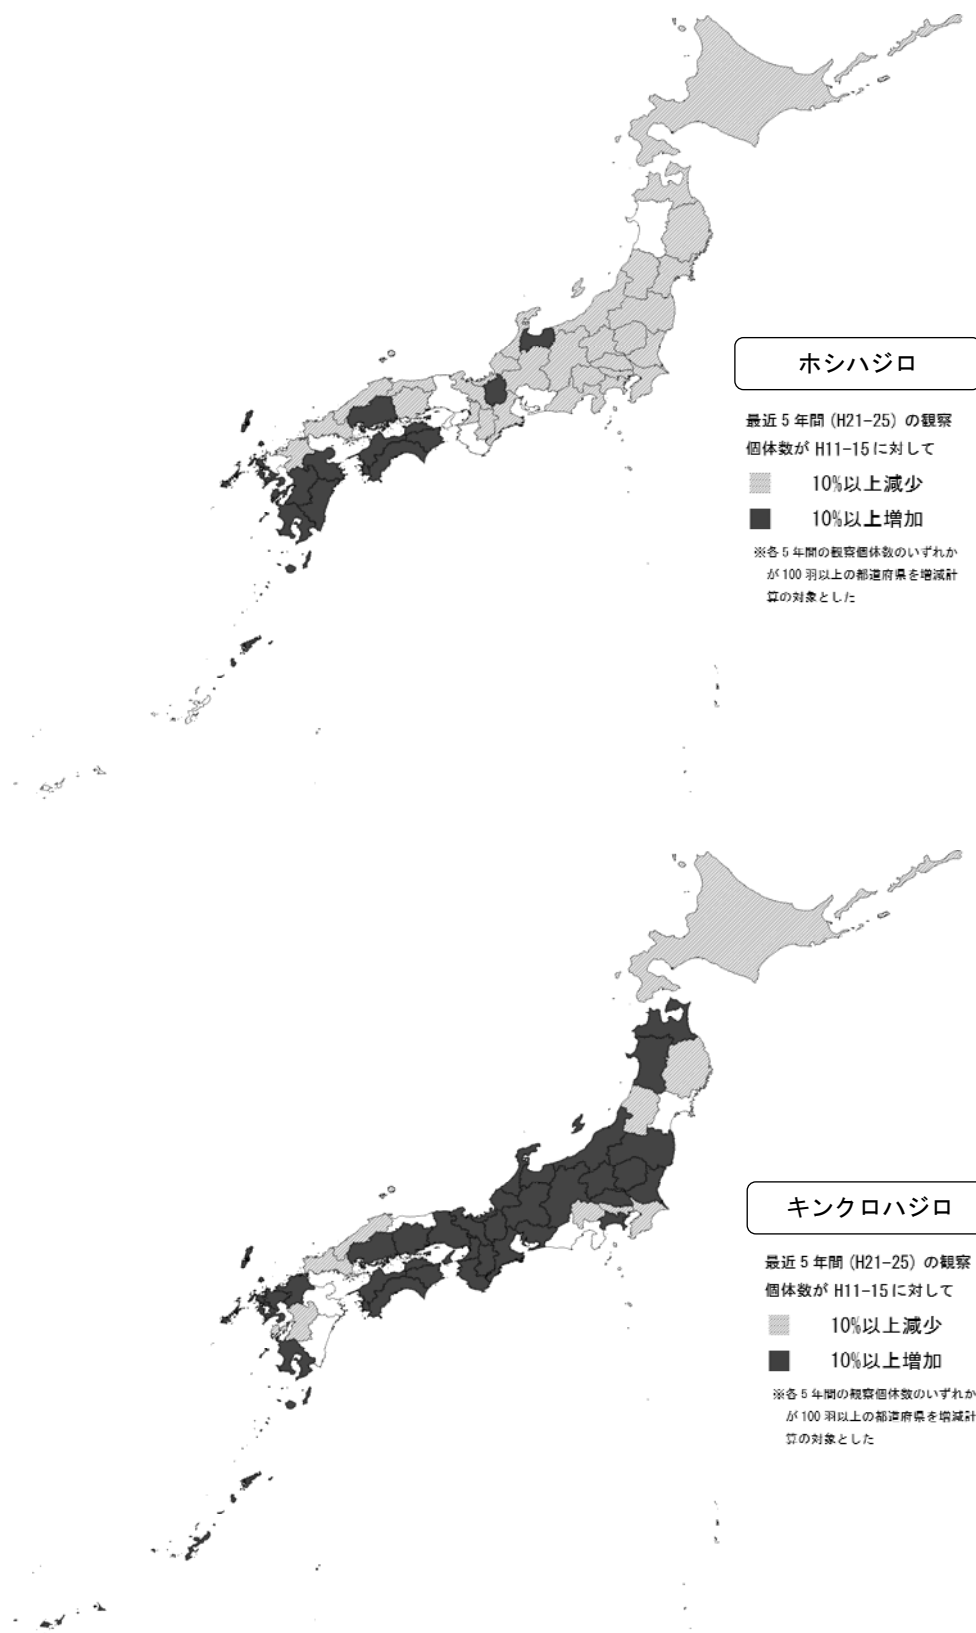 ホシハジロ
最近5年間(H21-25)の観察
個体数が H11-15に対して
10%以上減少
10%以上増加
※各5年間の観察個体数のいずれか
が100羽以上の都道府県を増減計
算の対象とした
キンクロハジロ
最近5年間(H21-25)の観察
個体数が H11-15に対して
10%以上減少
10%以上増加
※各5年間の観察個体数のいずれか
が100羽以上の都道府県を増減計
算の対象とした